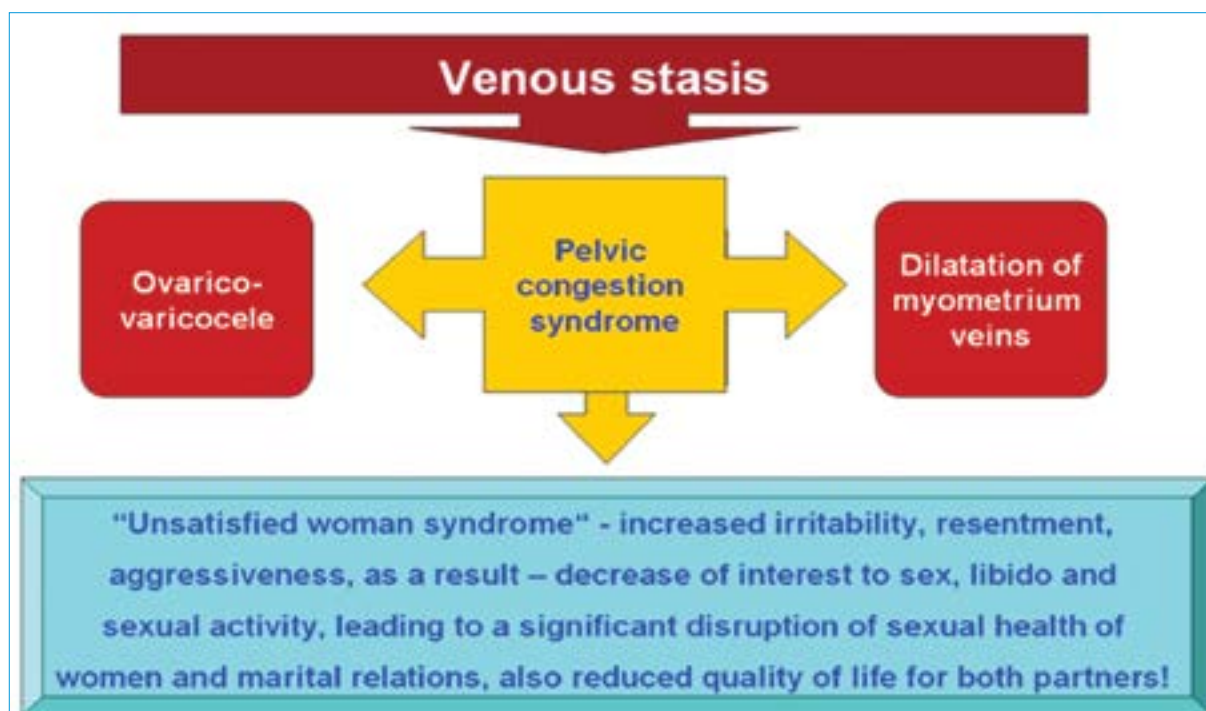 Venous stasis
Ovarico-
varicocele
Pelvic
congestion
syndrome
Dilatation of
myometrium
veins
“Unsatisfied woman syndrome“ - increased irritability, resentment,
aggressiveness, as a result – decrease of interest to sex, libido and
sexual activity, leading to a significant disruption of sexual health of
women and marital relations, also reduced quality of life for both partners!